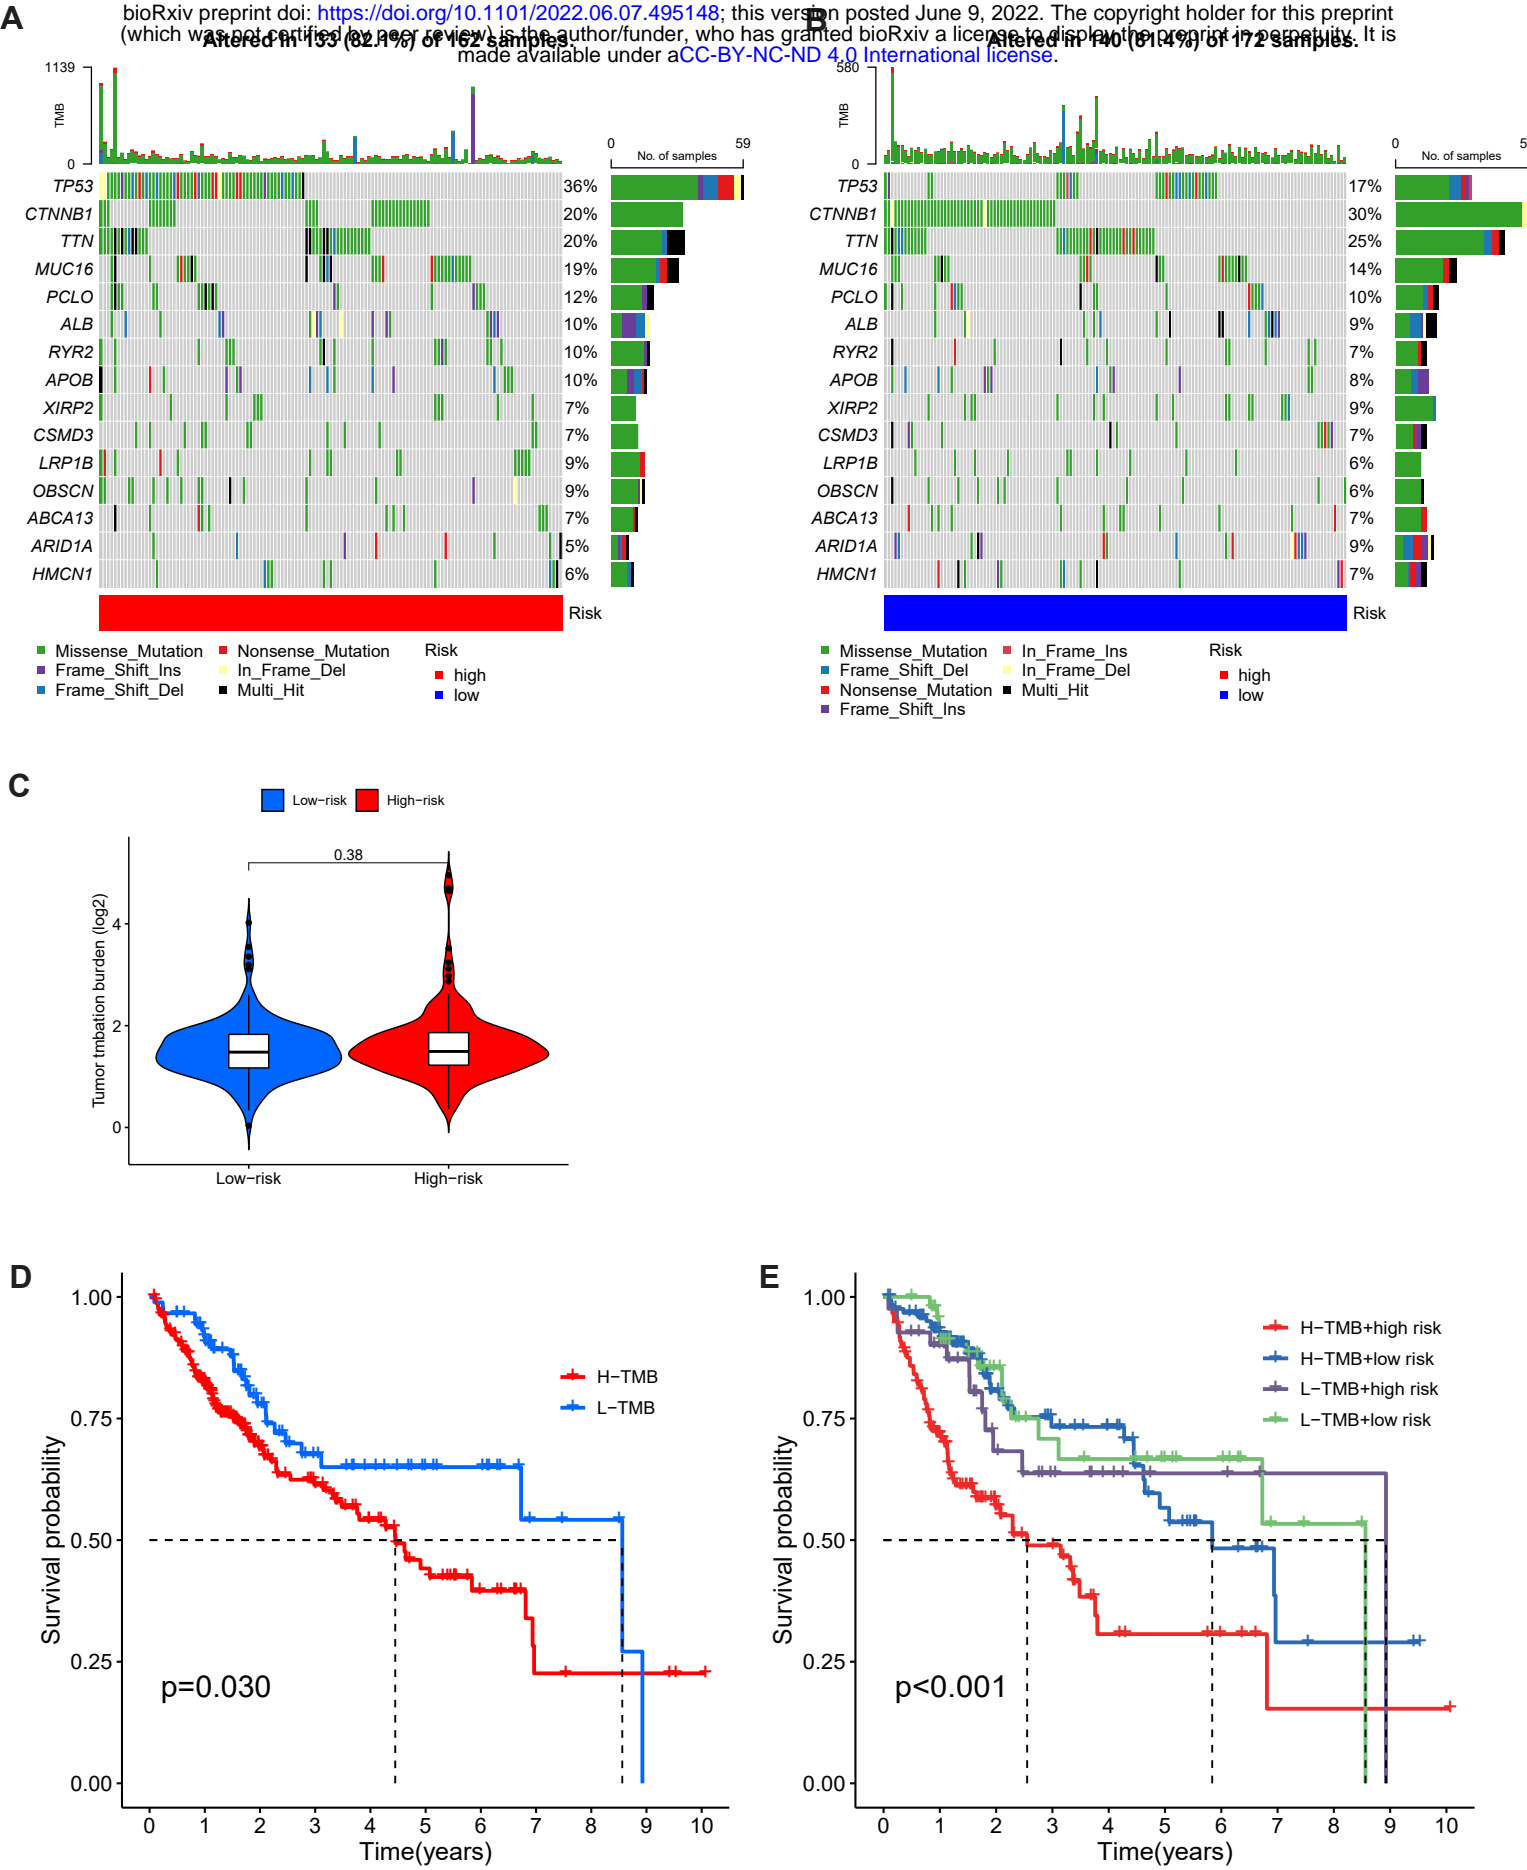 bioRxiv preprint doi: https://doi.org/10.1101/2022.06.07.495148; this version posted June 9, 2022. The copyright holder for this preprint
(which was not certified by peer review) is the author/funder, who has granted bioRxiv a license to display the preprint in perpetuity. It is
made available under aCC-BY-NC-ND 4.0 International license.
A
Altered in 133 (82.1%) of 162 samples.
1139
TMB
0
0 59
No. of samples
TP53 36%
CTNNB1 20%
TTN 20%
MUC16 19%
PCLO 12%
ALB 10%
RYR2 10%
APOB 10%
XIRP2 7%
CSMD3 7%
LRP1B 9%
OBSCN 9%
ABCA13 7%
ARID1A 5%
HMCN1 6%
Risk
Missense_Mutation
Frame_Shift_Ins
Frame_Shift_Del
Nonsense_Mutation
In_Frame_Del
Multi_Hit
Risk
high
low
B
Altered in 140 (81.4%) of 172 samples.
580
TMB
0
0 5
No. of samples
TP53 17%
CTNNB1 30%
TTN 25%
MUC16 14%
PCLO 10%
ALB 9%
RYR2 7%
APOB 8%
XIRP2 9%
CSMD3 7%
LRP1B 6%
OBSCN 6%
ABCA13 7%
ARID1A 9%
HMCN1 7%
Risk
Missense_Mutation
Frame_Shift_Del
Nonsense_Mutation
Frame_Shift_Ins
In_Frame_Ins
In_Frame_Del
Multi_Hit
Risk
high
low
C
Low−risk High−risk
0.38
Tumor tmbation burden (log2)
4
2
0
Low−risk High−risk
D
1.00
0.75
0.50
0.25
0.00
Survival probability
H−TMB
L−TMB
p=0.030
0 1 2 3 4 5 6 7 8 9 10
Time(years)
E
1.00
0.75
0.50
0.25
0.00
Survival probability
H−TMB+high risk
H−TMB+low risk
L−TMB+high risk
L−TMB+low risk
p<0.001
0 1 2 3 4 5 6 7 8 9 10
Time(years)